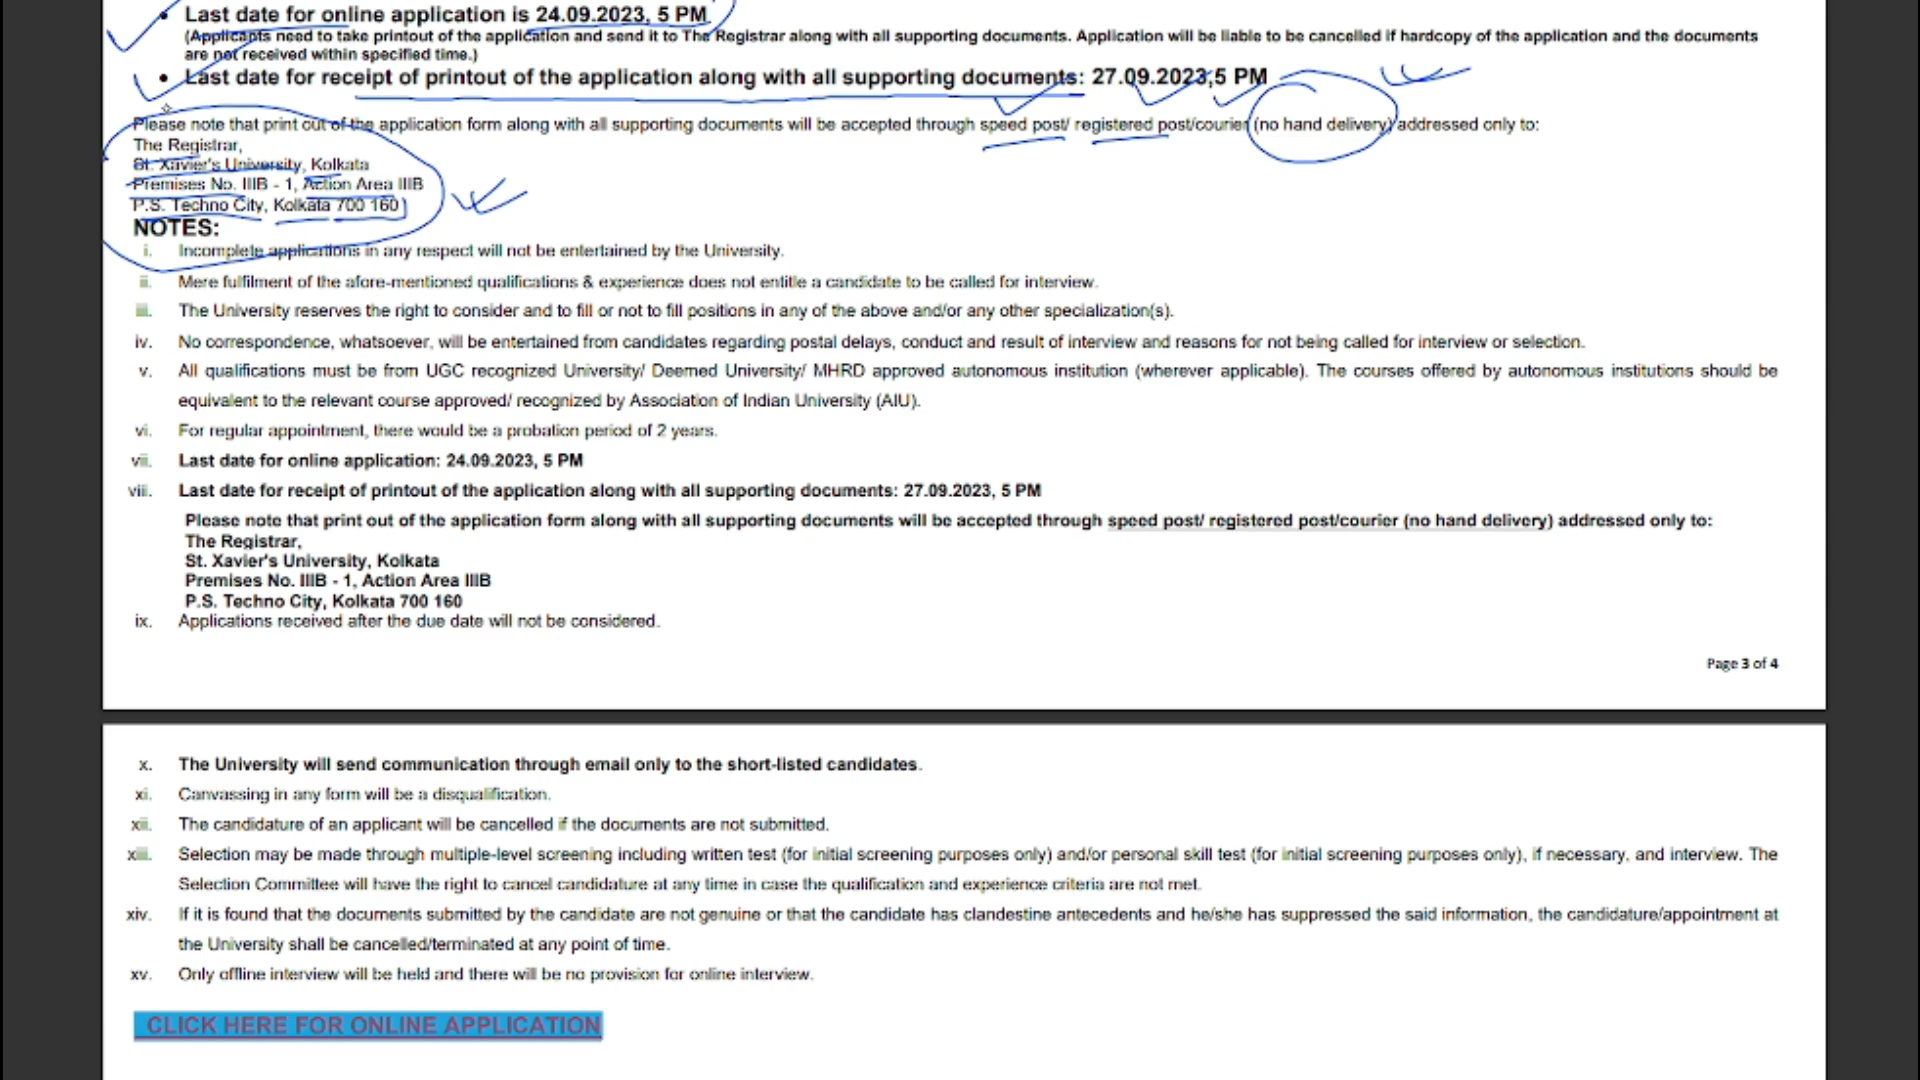 • Last date for online application is 24.09.2023, 5 PM
(Applicants need to take printout of the application and send it to The Registrar along with all supporting documents. Application will be liable to be cancelled if hardcopy of the application and the documents
are not received within specified time.)
• Last date for receipt of printout of the application along with all supporting documents: 27.09.2023,5 PM
Please note that print out of the application form along with all supporting documents will be accepted through speed post/ registered post/courier (no hand delivery) addressed only to:
The Registrar,
St. Xavier's University, Kolkata
Premises No. IIIB - 1, Action Area IIIB
P.S. Techno City, Kolkata 700 160
NOTES:
i. Incomplete applications in any respect will not be entertained by the University.
ii. Mere fulfilment of the afore-mentioned qualifications & experience does not entitle a candidate to be called for interview.
iii. The University reserves the right to consider and to fill or not to fill positions in any of the above and/or any other specialization(s).
iv. No correspondence, whatsoever, will be entertained from candidates regarding postal delays, conduct and result of interview and reasons for not being called for interview or selection.
v. All qualifications must be from UGC recognized University/ Deemed University/ MHRD approved autonomous institution (wherever applicable). The courses offered by autonomous institutions should be
equivalent to the relevant course approved/ recognized by Association of Indian University (AIU).
vi. For regular appointment, there would be a probation period of 2 years.
vii. Last date for online application: 24.09.2023, 5 PM
viii. Last date for receipt of printout of the application along with all supporting documents: 27.09.2023, 5 PM
Please note that print out of the application form along with all supporting documents will be accepted through speed post/ registered post/courier (no hand delivery) addressed only to:
The Registrar,
St. Xavier's University, Kolkata
Premises No. IIIB - 1, Action Area IIIB
P.S. Techno City, Kolkata 700 160
ix. Applications received after the due date will not be considered.
Page 3 of 4
x. The University will send communication through email only to the short-listed candidates.
xi. Canvassing in any form will be a disqualification.
xii. The candidature of an applicant will be cancelled if the documents are not submitted.
xiii. Selection may be made through multiple-level screening including written test (for initial screening purposes only) and/or personal skill test (for initial screening purposes only), if necessary, and interview. The
Selection Committee will have the right to cancel candidature at any time in case the qualification and experience criteria are not met.
xiv. If it is found that the documents submitted by the candidate are not genuine or that the candidate has clandestine antecedents and he/she has suppressed the said information, the candidature/appointment at
the University shall be cancelled/terminated at any point of time.
xv. Only offline interview will be held and there will be no provision for online interview.
CLICK HERE FOR ONLINE APPLICATION